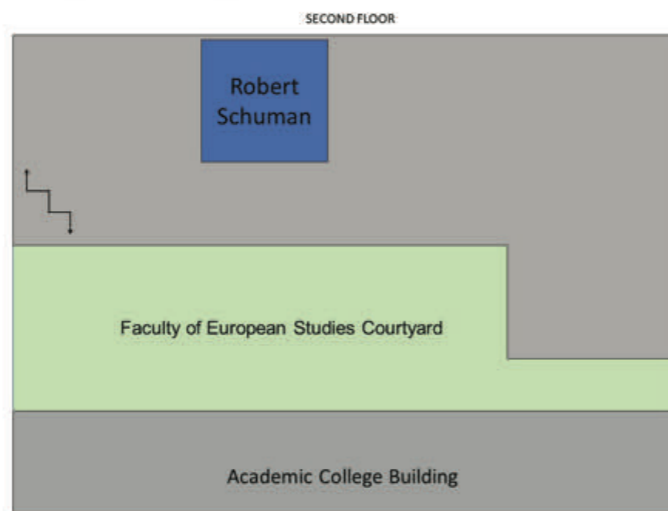 SECOND FLOOR
Robert
Schuman
Faculty of European Studies Courtyard
Academic College Building